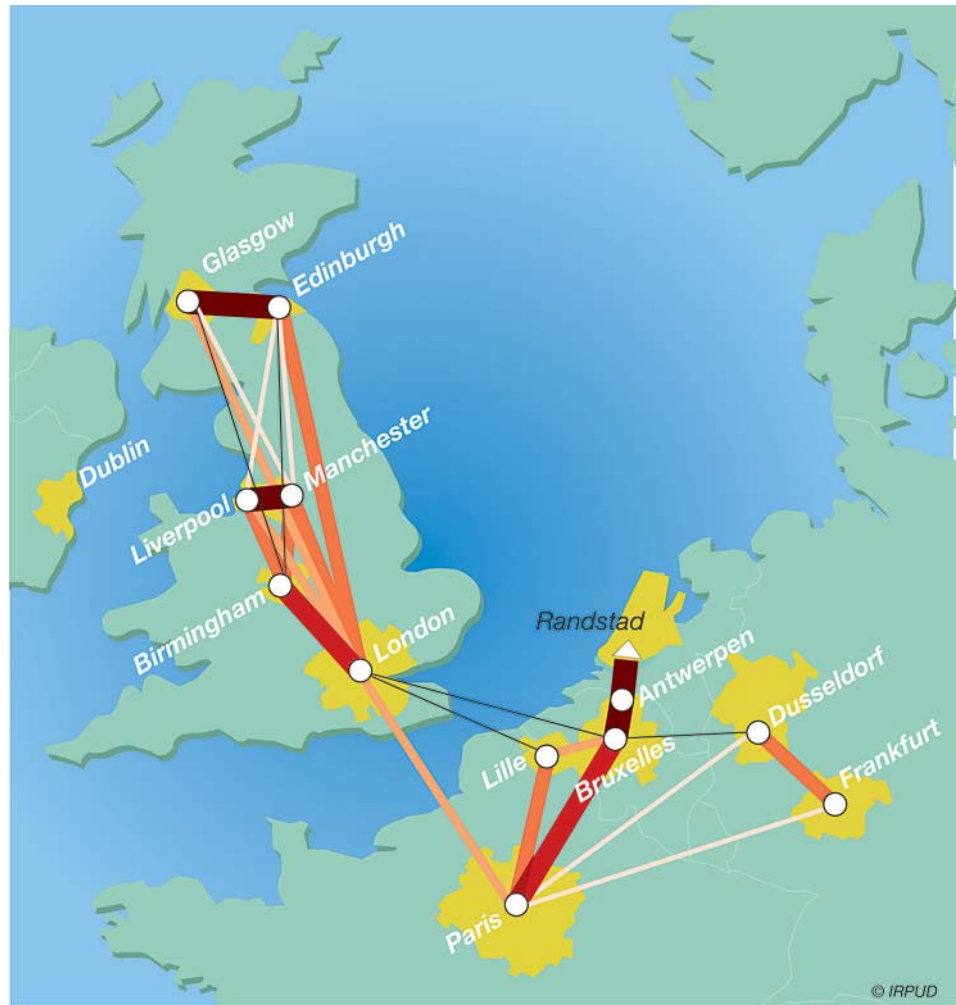 Glasgow
Edinburgh
Dublin
Manchester
Liverpool
Birmingham
London
Randstad
Antwerpen
Dusseldorf
Lille
Bruxelles
Frankfurt
Paris
© IRPUD